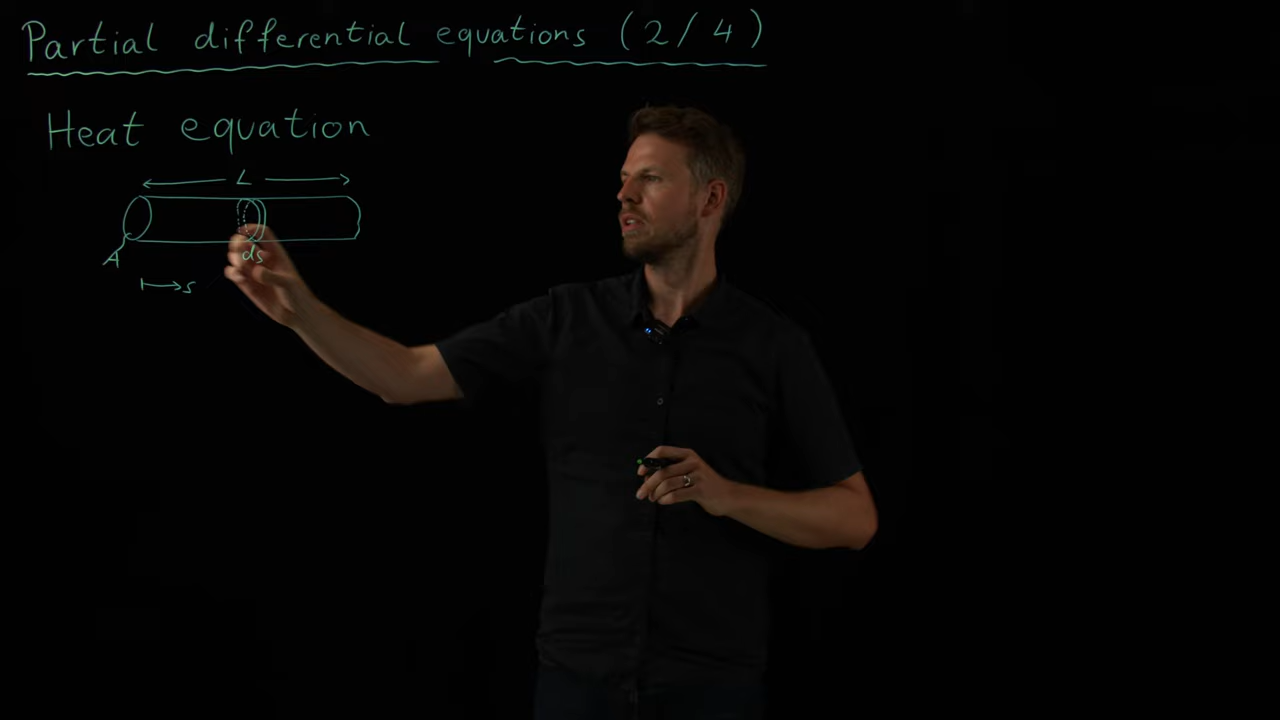 Partial differential equations (2/4)
Heat equation
L
A
ds
s